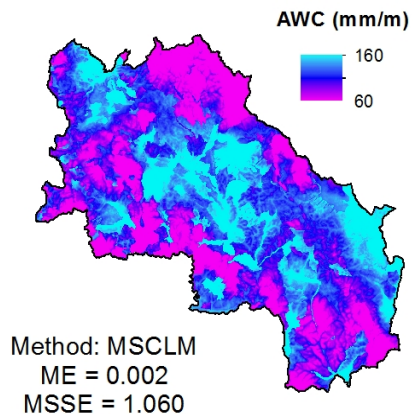 AWC (mm/m)
160
60
Method: MSCLM
ME = 0.002
MSSE = 1.060